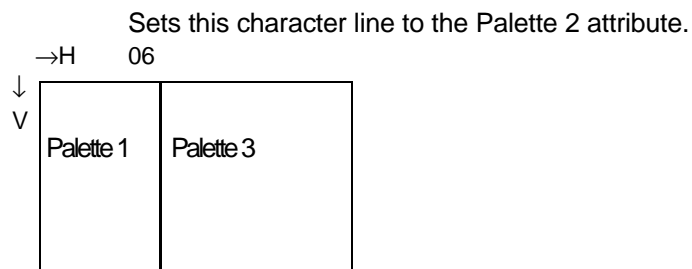 Sets this character line to the Palette 2 attribute.
→H 06
↓
V
Palette 1 Palette 3